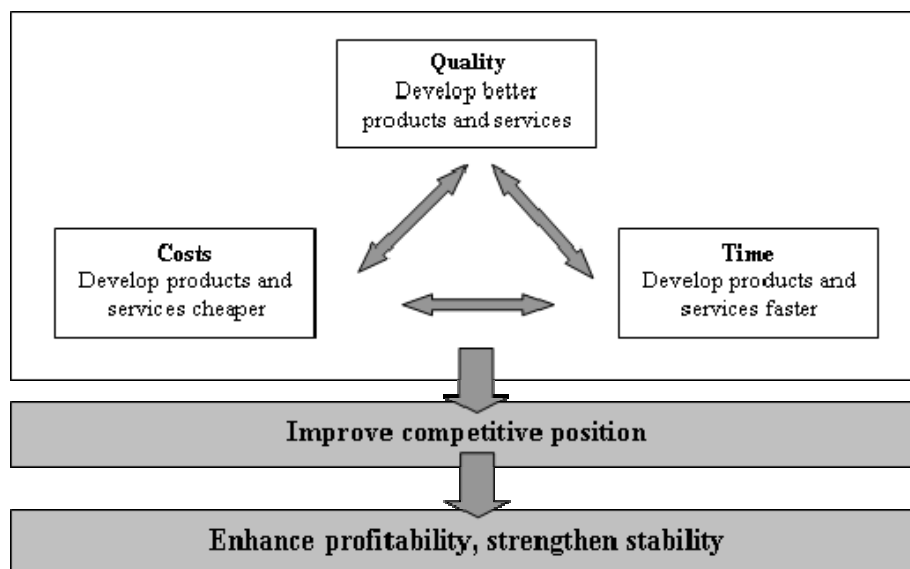 Quality
Develop better
products and services
Costs
Develop products and
services cheaper
Time
Develop products and
services faster
Improve competitive position
Enhance profitability, strengthen stability